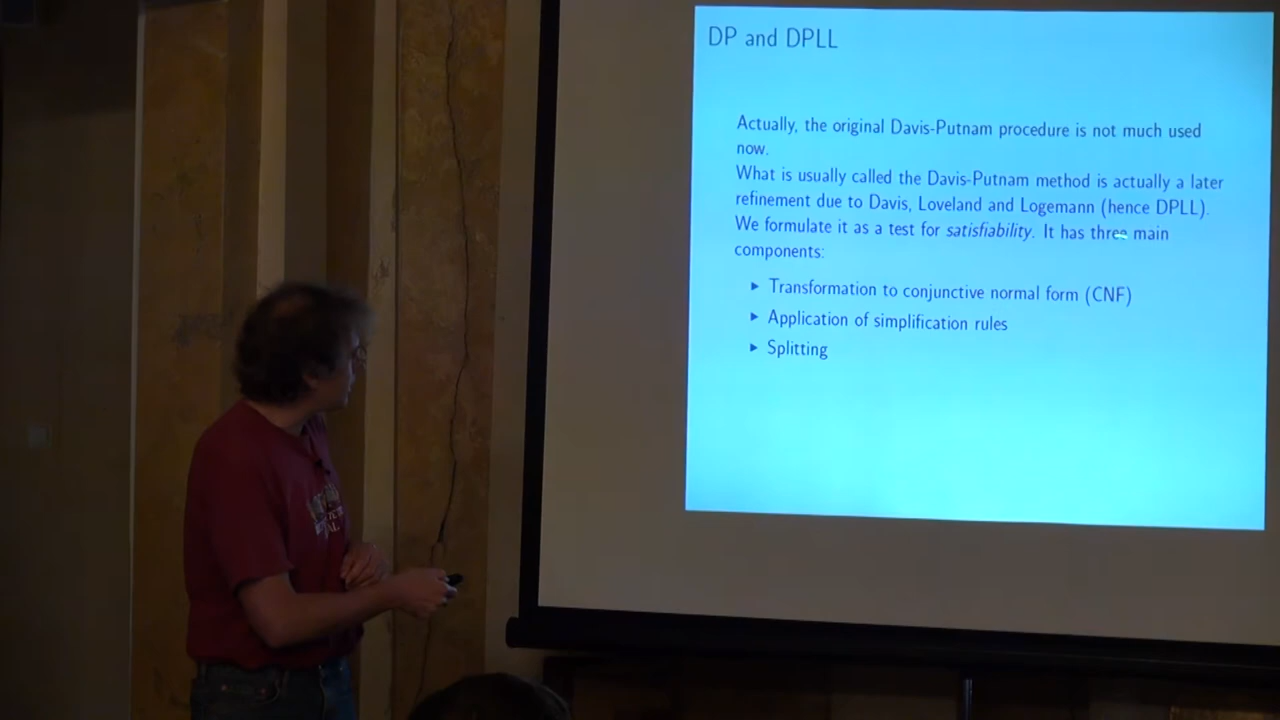 DP and DPLL
Actually, the original Davis-Putnam procedure is not much used
now.
What is usually called the Davis-Putnam method is actually a later
refinement due to Davis, Loveland and Logemann (hence DPLL).
We formulate it as a test for satisfiability. It has three main
components:
▶ Transformation to conjunctive normal form (CNF)
▶ Application of simplification rules
▶ Splitting